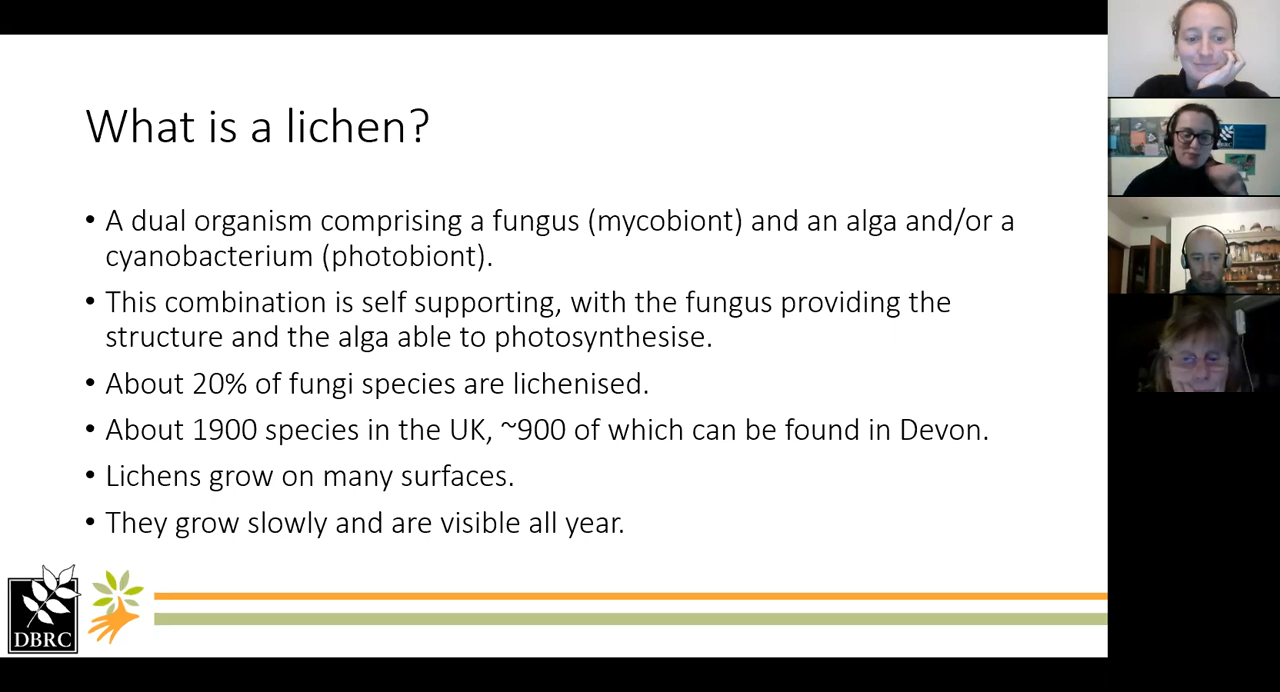 What is a lichen?
• A dual organism comprising a fungus (mycobiont) and an alga and/or a
cyanobacterium (photobiont).
• This combination is self supporting, with the fungus providing the
structure and the alga able to photosynthesise.
• About 20% of fungi species are lichenised.
• About 1900 species in the UK, ~900 of which can be found in Devon.
• Lichens grow on many surfaces.
• They grow slowly and are visible all year.
DBRC
DBRC